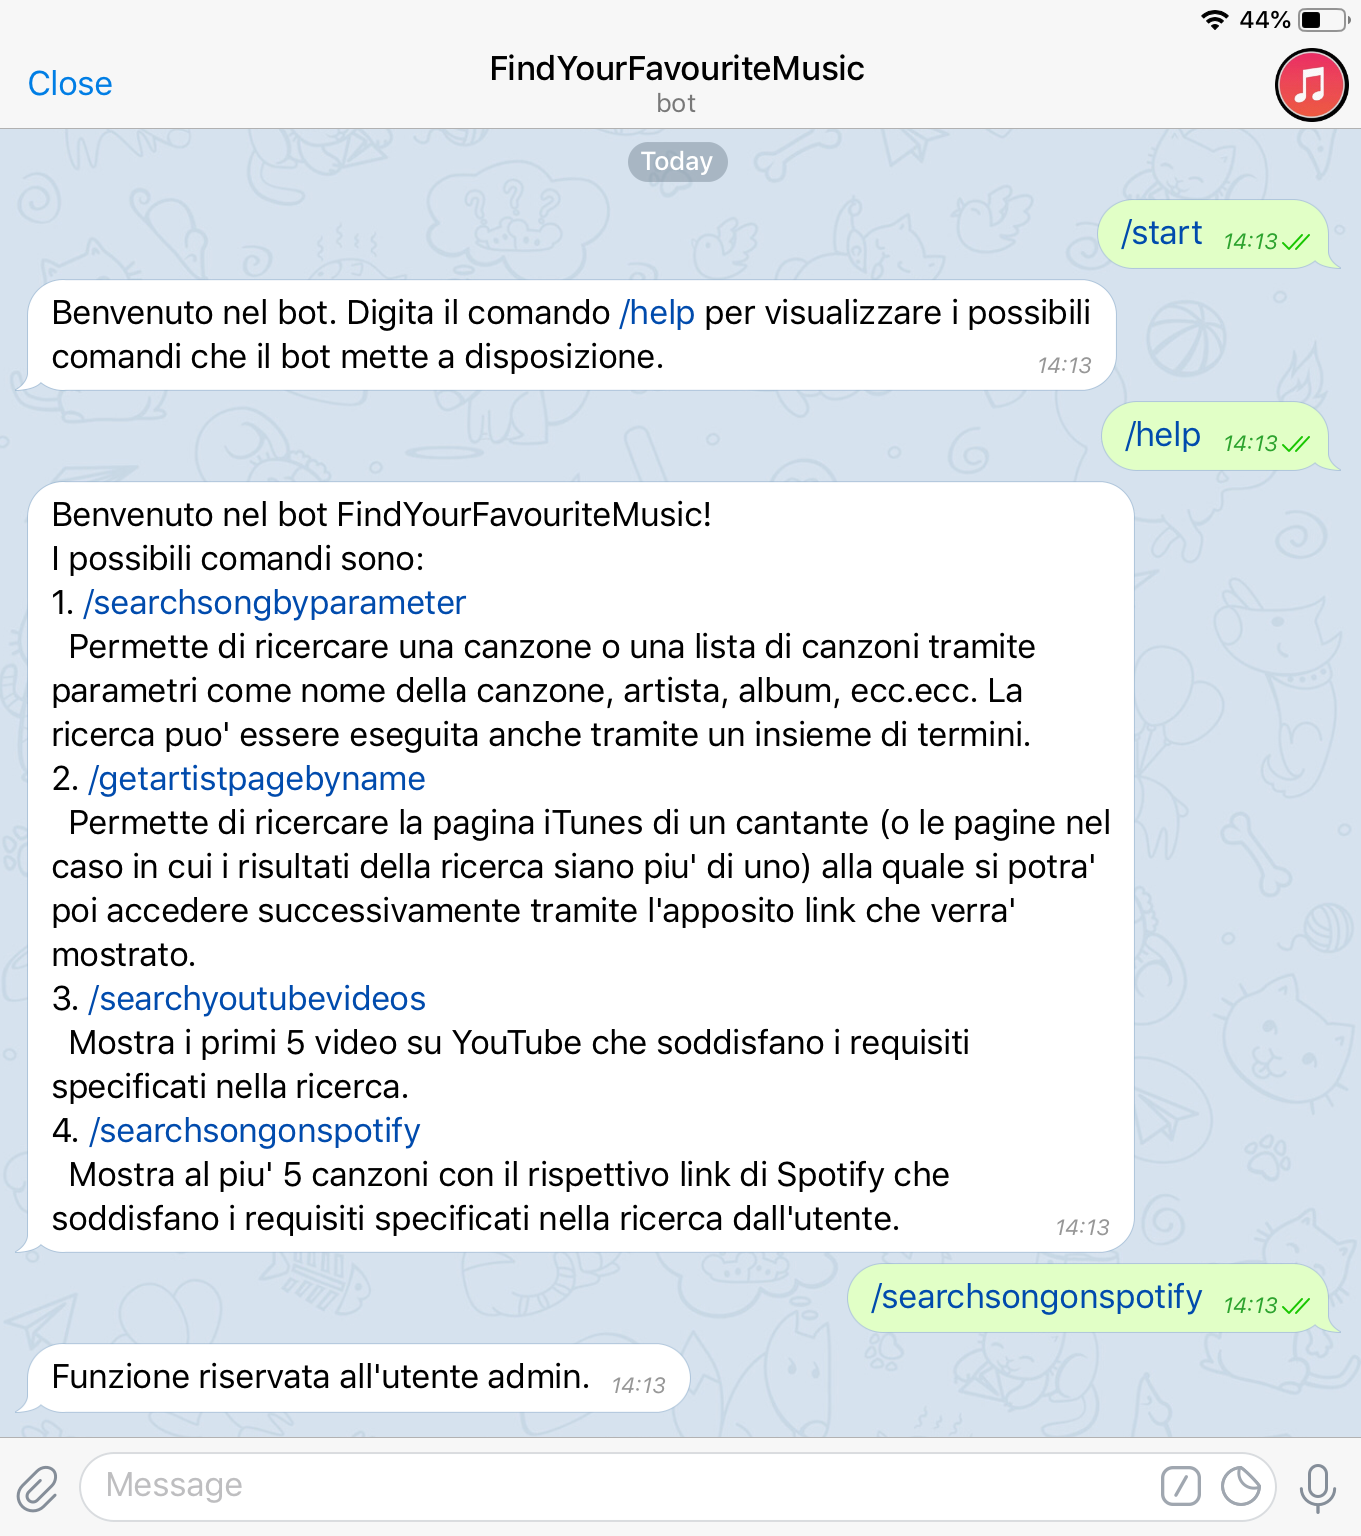 44%
Close
FindYourFavouriteMusic
bot
Today
/start 14:13
Benvenuto nel bot. Digita il comando /help per visualizzare i possibili
comandi che il bot mette a disposizione. 14:13
/help 14:13
Benvenuto nel bot FindYourFavouriteMusic!
I possibili comandi sono:
1. /searchsongbyparameter
Permette di ricercare una canzone o una lista di canzoni tramite
parametri come nome della canzone, artista, album, ecc.ecc. La
ricerca puo' essere eseguita anche tramite un insieme di termini.
2. /getartistpagebyname
Permette di ricercare la pagina iTunes di un cantante (o le pagine nel
caso in cui i risultati della ricerca siano piu' di uno) alla quale si potra'
poi accedere successivamente tramite l'apposito link che verra'
mostrato.
3. /searchyoutubevideos
Mostra i primi 5 video su YouTube che soddisfano i requisiti
specificati nella ricerca.
4. /searchsongonspotify
Mostra al piu' 5 canzoni con il rispettivo link di Spotify che
soddisfano i requisiti specificati nella ricerca dall'utente. 14:13
/searchsongonspotify 14:13
Funzione riservata all'utente admin. 14:13
Message